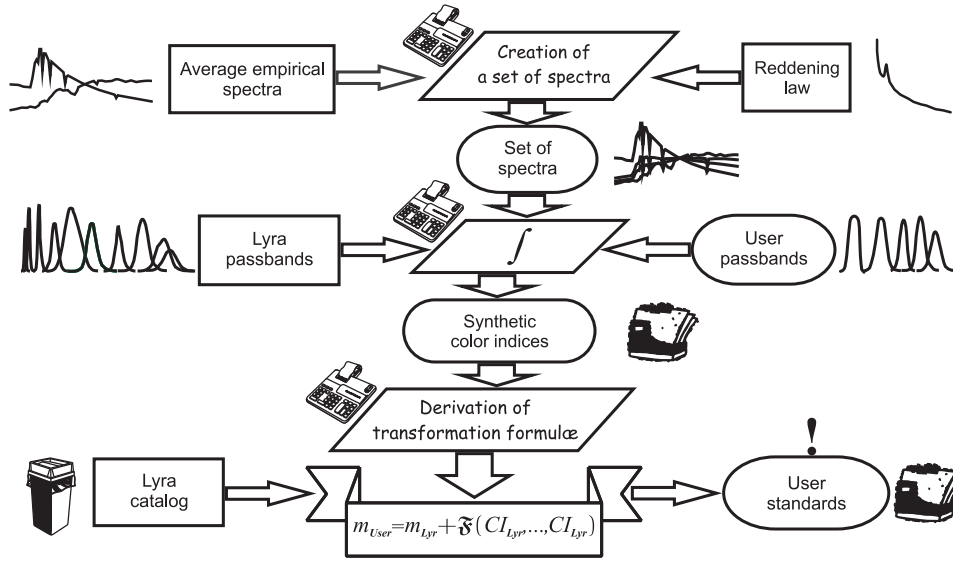 Average empirical
spectra
Creation of
a set of spectra
Reddening
law
Set of
spectra
Lyra
passbands
∫
User
passbands
Synthetic
color indices
Derivation of
transformation formulæ
Lyra
catalog
m_User=m_Lyr+𝔉(CI_Lyr,...,CI_Lyr)
!
User
standards